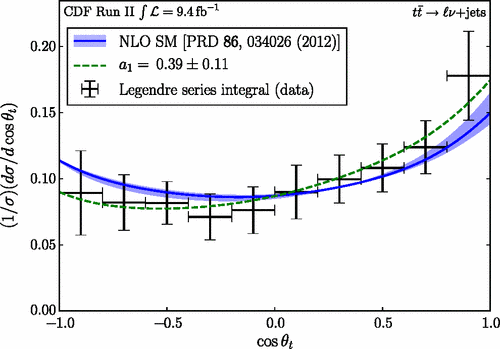 CDF Run II ∫ℒ = 9.4 fb⁻¹
tt̄ → ℓν+jets
NLO SM [PRD 86, 034026 (2012)]
a₁ = 0.39 ± 0.11
Legendre series integral (data)
(1/σ)(dσ/d cos θₜ)
0.20
0.15
0.10
0.05
0.00
−1.0 −0.5 0.0 0.5 1.0
cos θₜ